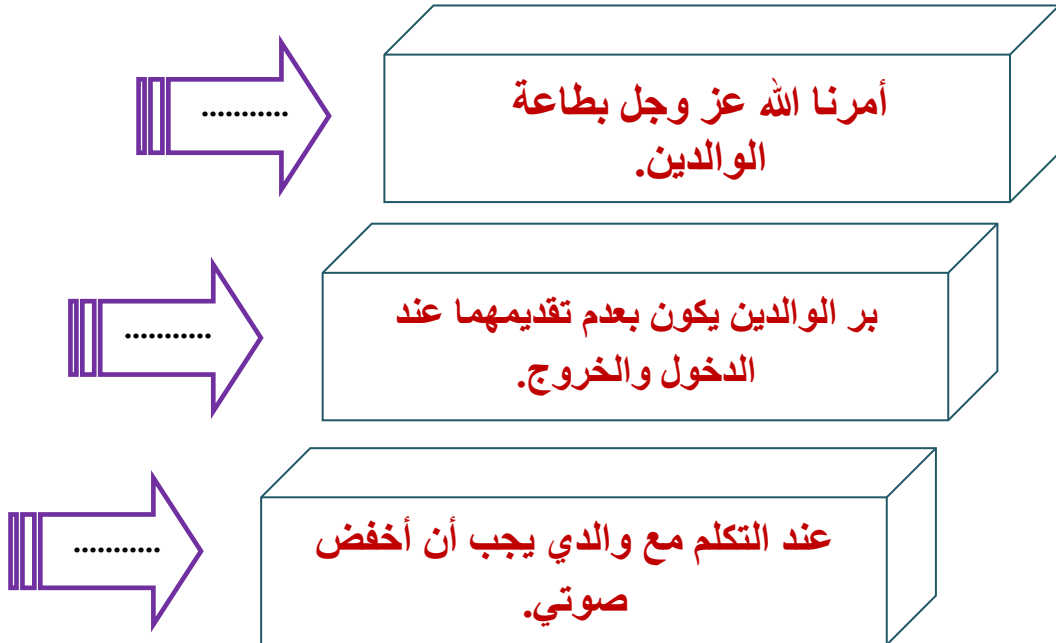 أمرنا الله عز وجل بطاعة
الوالدين.
...........
بر الوالدين يكون بعدم تقديمهما عند
الدخول والخروج.
...........
عند التكلم مع والدي يجب أن أخفض
صوتي.
...........